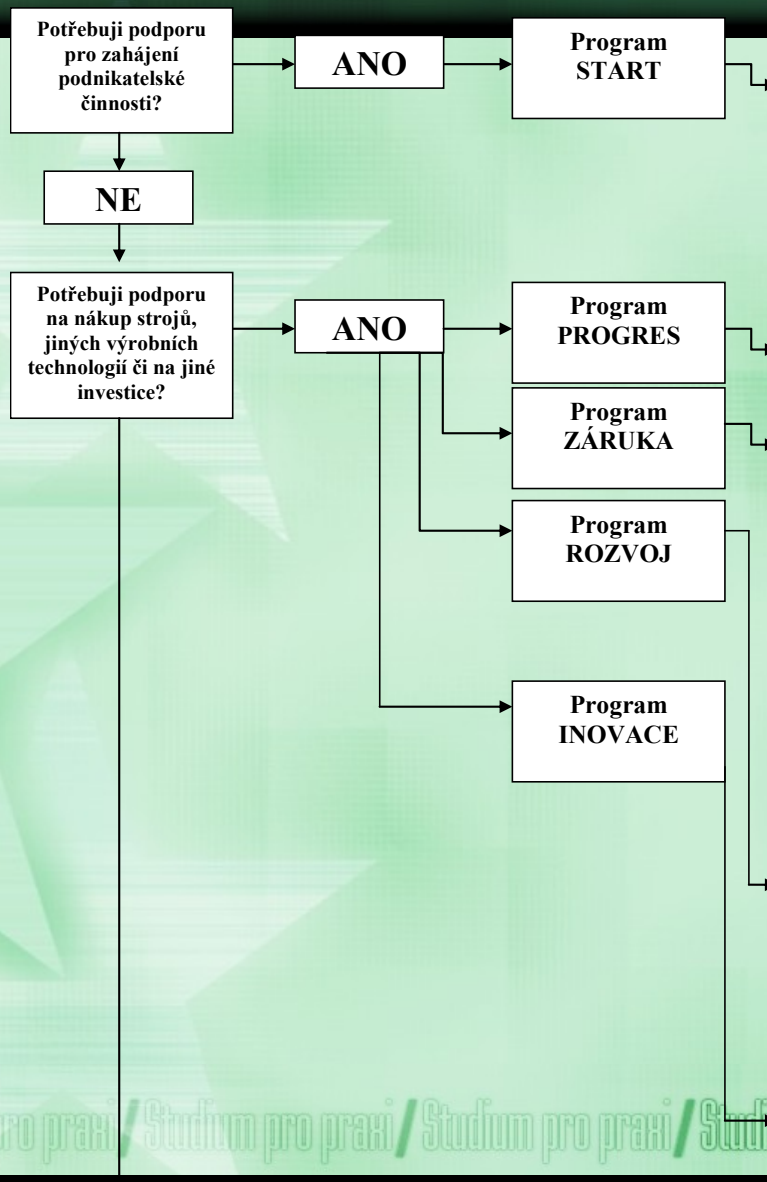 Potřebuji podporu
pro zahájení
podnikatelské
činnosti?
ANO
Program
START
NE
Potřebuji podporu
na nákup strojů,
jiných výrobních
technologií či na jiné
investice?
ANO
Program
PROGRES
Program
ZÁRUKA
Program
ROZVOJ
Program
INOVACE
ro praxi / Studium pro praxi / Studium pro praxi / Studi